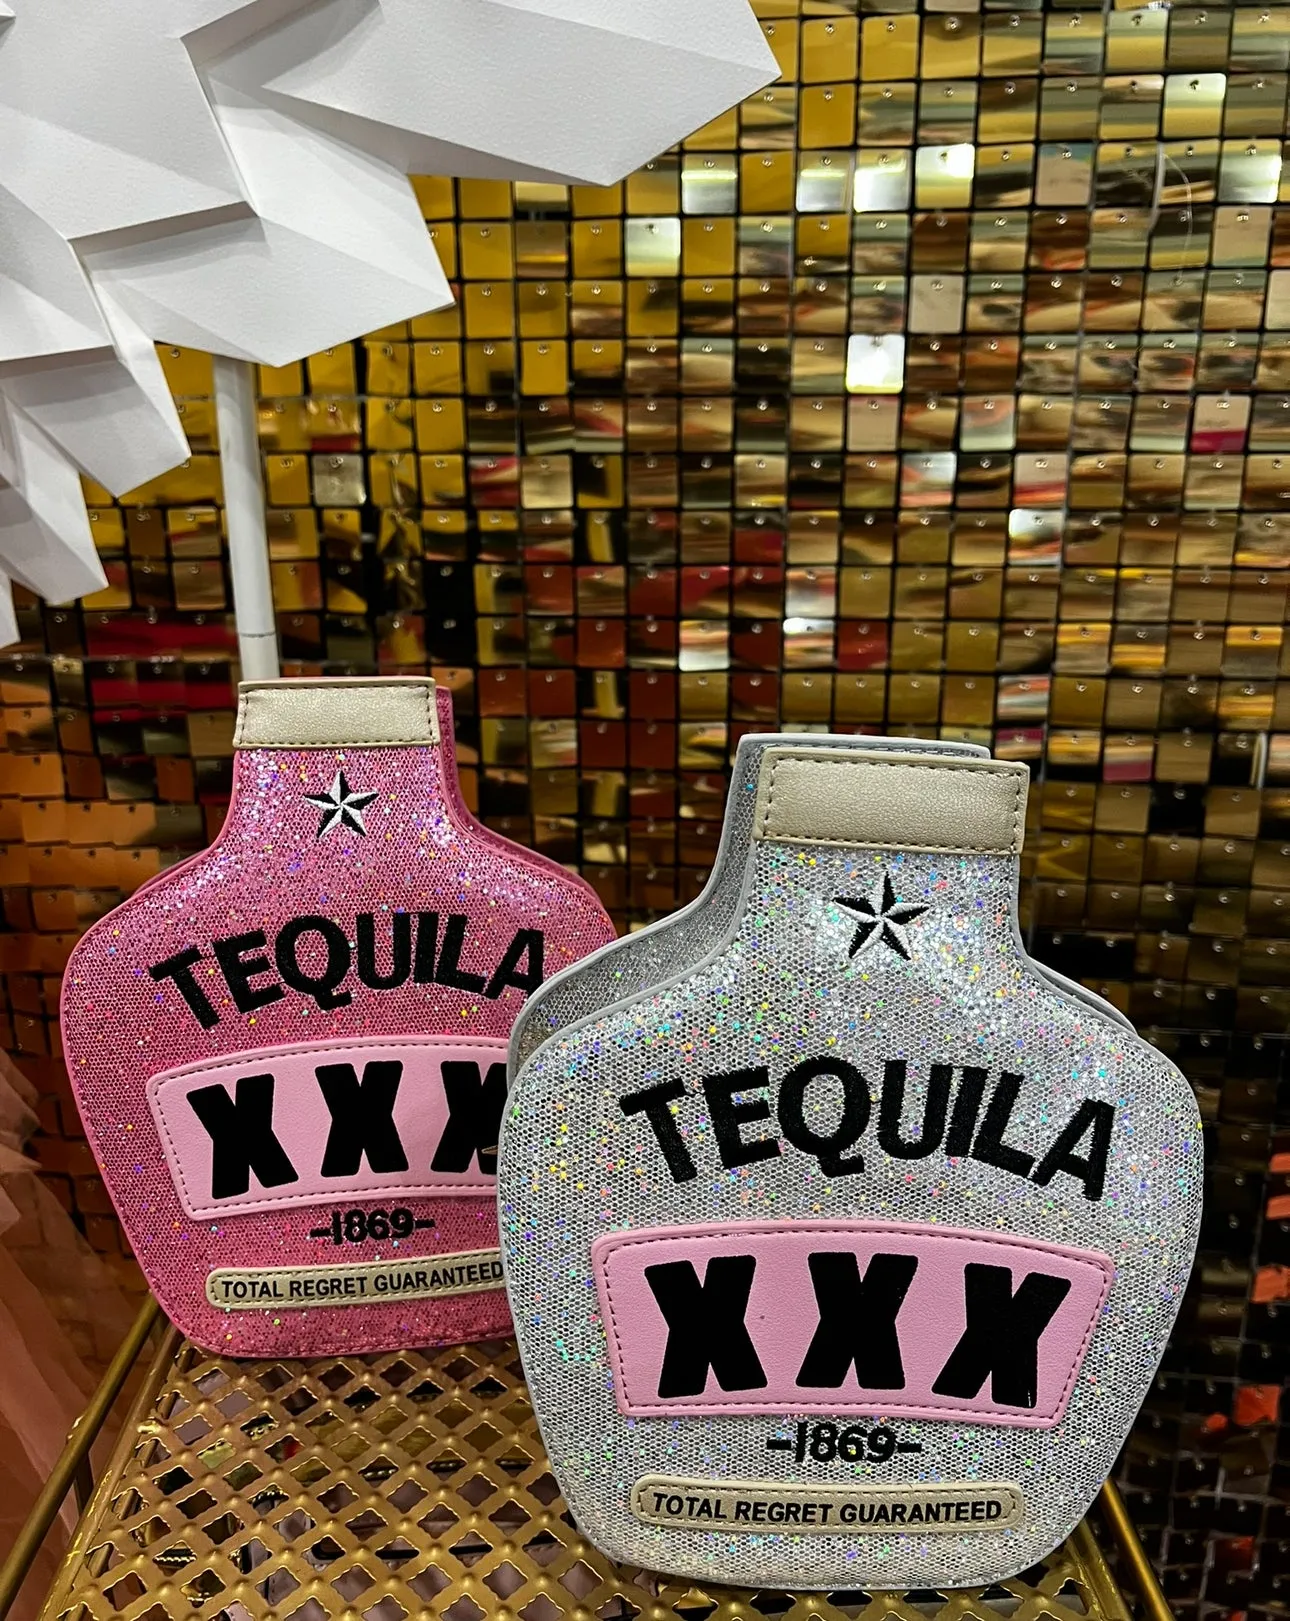 TEQUILA
XXX
-1869-
TOTAL REGRET GUARANTEED
TEQUILA
XXX
-1869-
TOTAL REGRET GUARANTEED